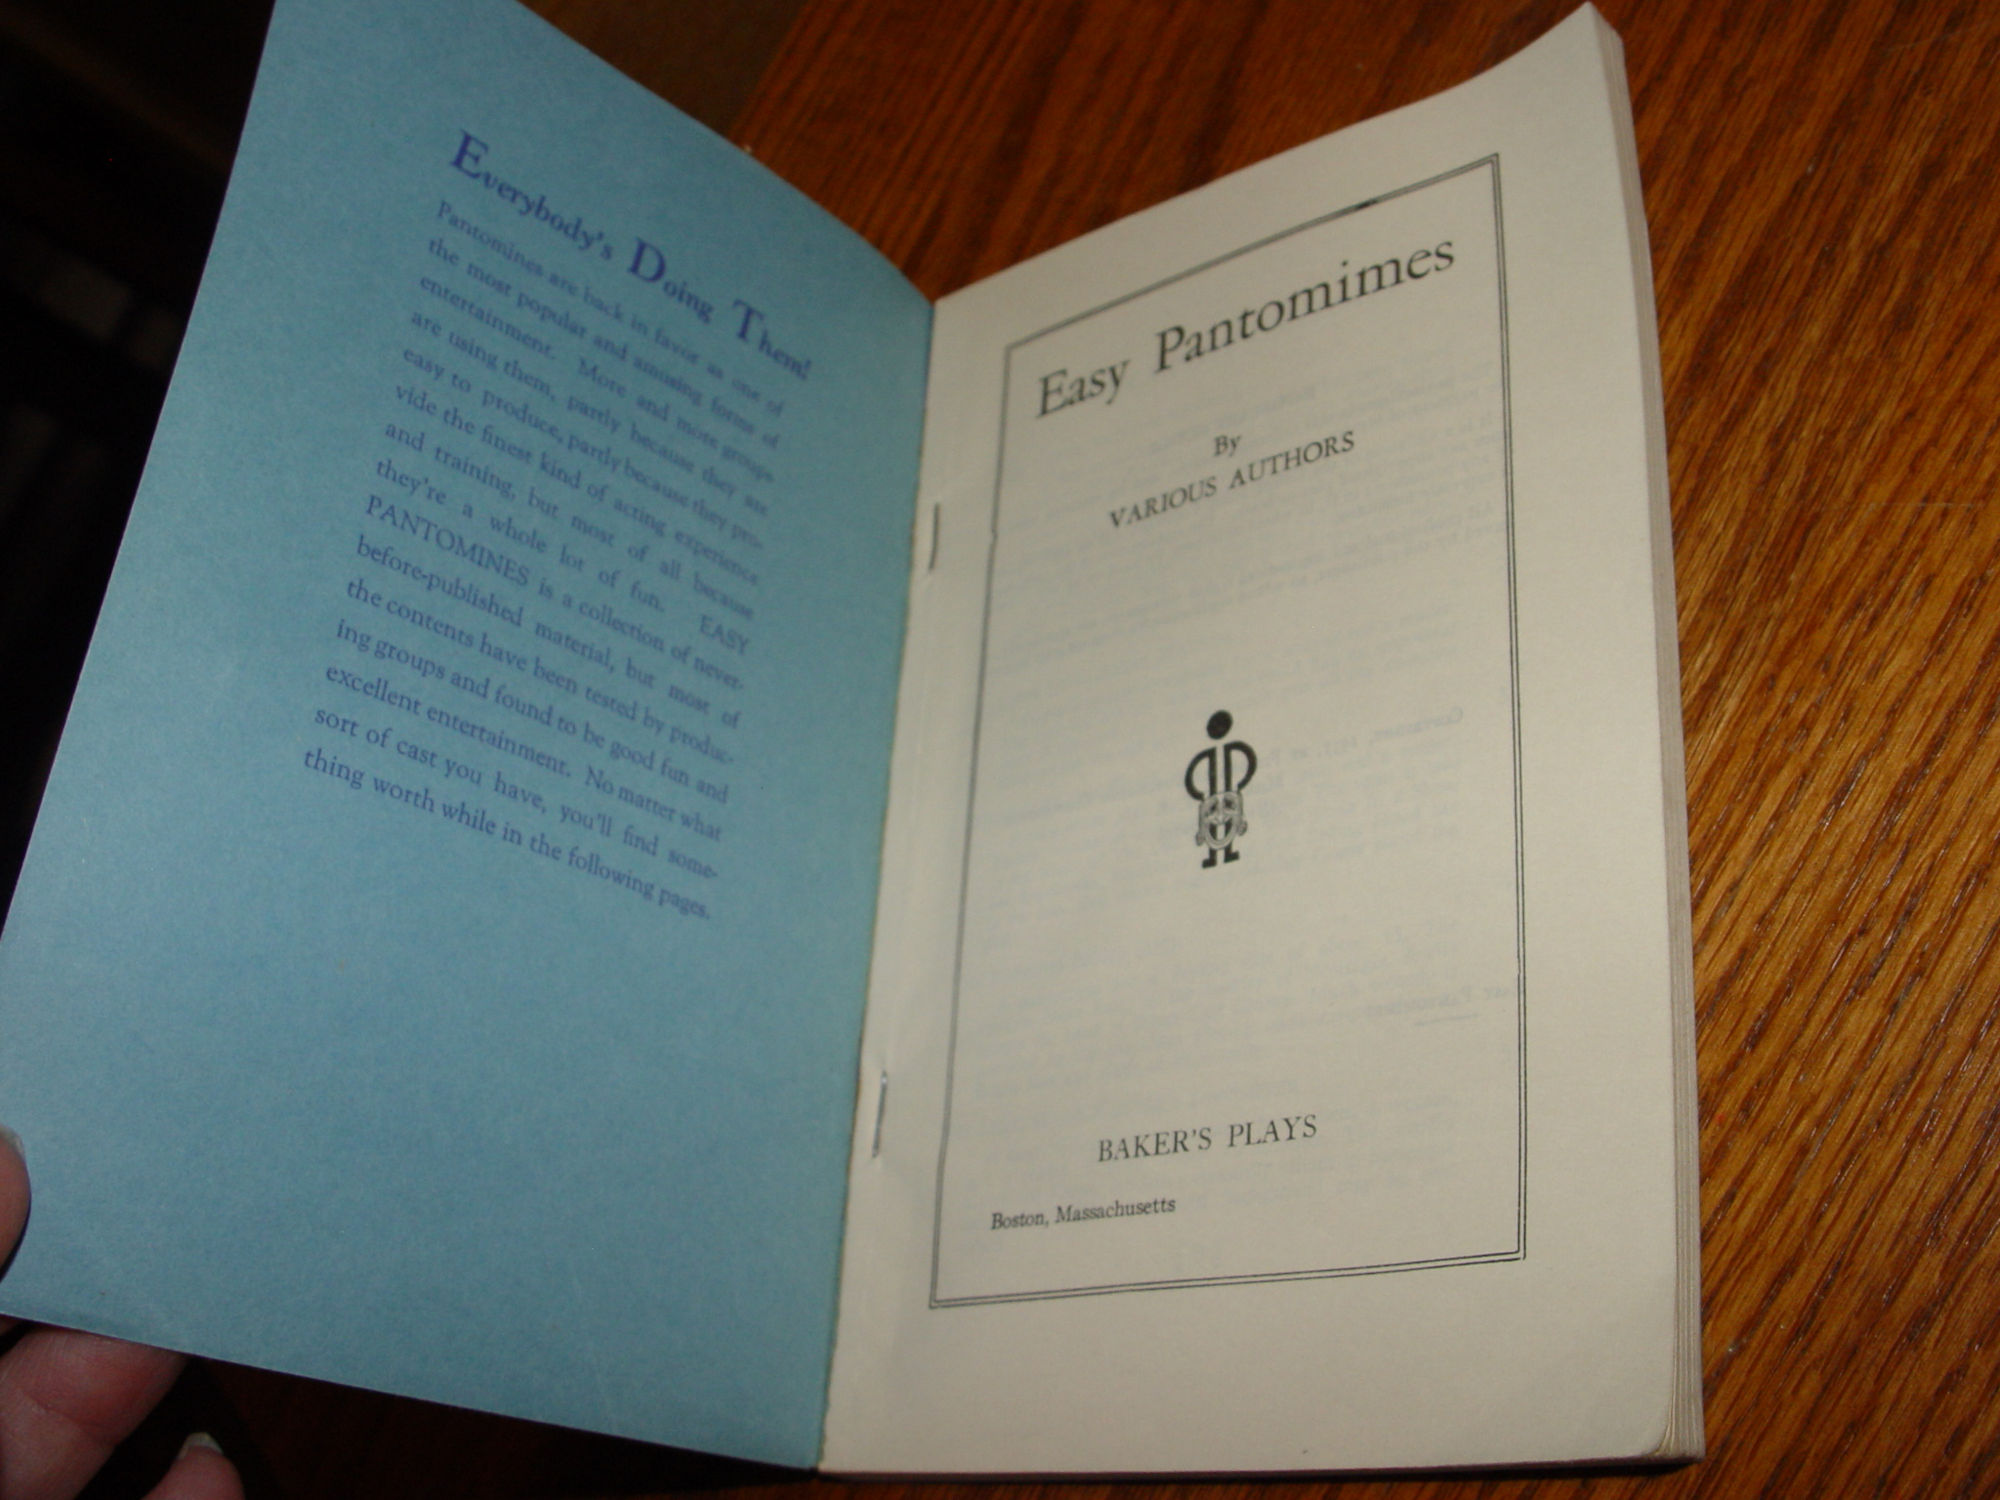 Everybody's Doing Them!
Pantomines are back in favor as one of
the most popular and amusing forms of
entertainment. More and more groups
are using them, partly because they are
easy to produce, partly because they pro-
vide the finest kind of acting experience
and training, but most of all because
they're a whole lot of fun. EASY
PANTOMINES is a collection of never-
before-published material, but most of
the contents have been tested by produc-
ing groups and found to be good fun and
excellent entertainment. No matter what
sort of cast you have, you'll find some-
thing worth while in the following pages.
Easy Pantomimes
By
VARIOUS AUTHORS
BAKER'S PLAYS
Boston, Massachusetts